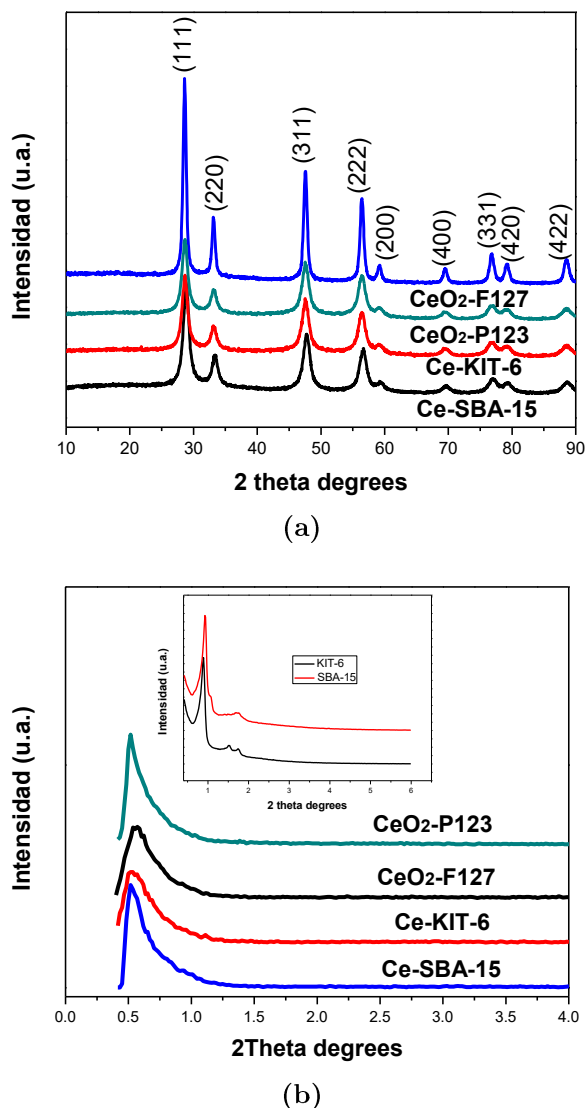 (111)
(220)
(311)
(222)
(200)
(400)
(331)
(420)
(422)
Intensidad (u.a.)
CeO2-F127
CeO2-P123
Ce-KIT-6
Ce-SBA-15
10 20 30 40 50 60 70 80 90
2 theta degrees
(a)
Intensidad (u.a.)
KIT-6
SBA-15
1 2 3 4 5 6
2 theta degrees
Intensidad (u.a.)
CeO2-P123
CeO2-F127
Ce-KIT-6
Ce-SBA-15
0.0 0.5 1.0 1.5 2.0 2.5 3.0 3.5 4.0
2Theta degrees
(b)